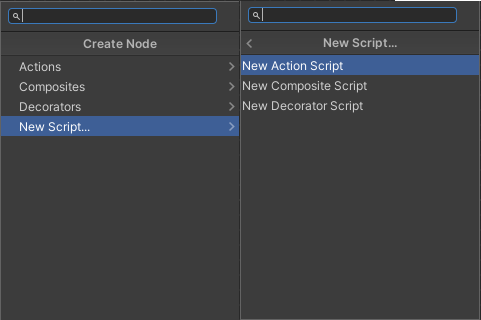 Create Node
Actions
Composites
Decorators
New Script...
New Script...
New Action Script
New Composite Script
New Decorator Script